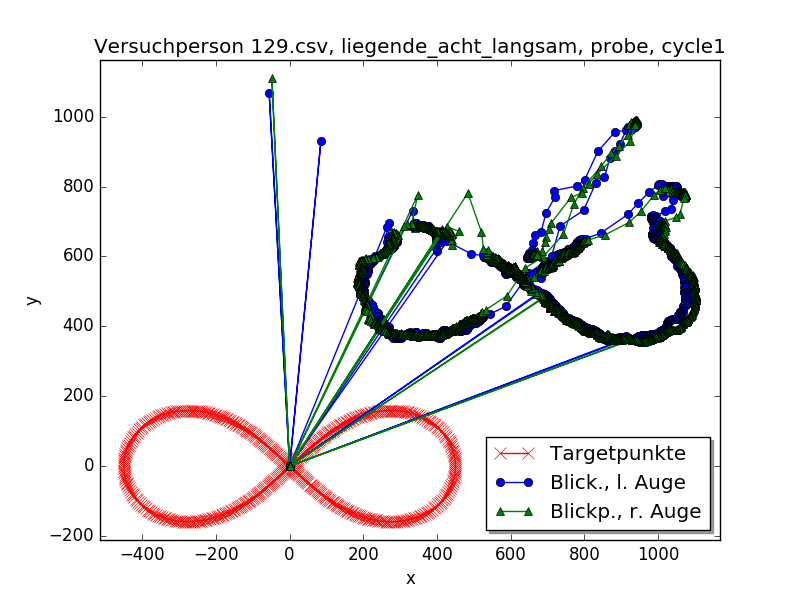 Versuchperson 129.csv, liegende_acht_langsam, probe, cycle1
y
1000
800
600
400
200
0
−200
−400 −200 0 200 400 600 800 1000
x
Targetpunkte
Blick., l. Auge
Blickp., r. Auge